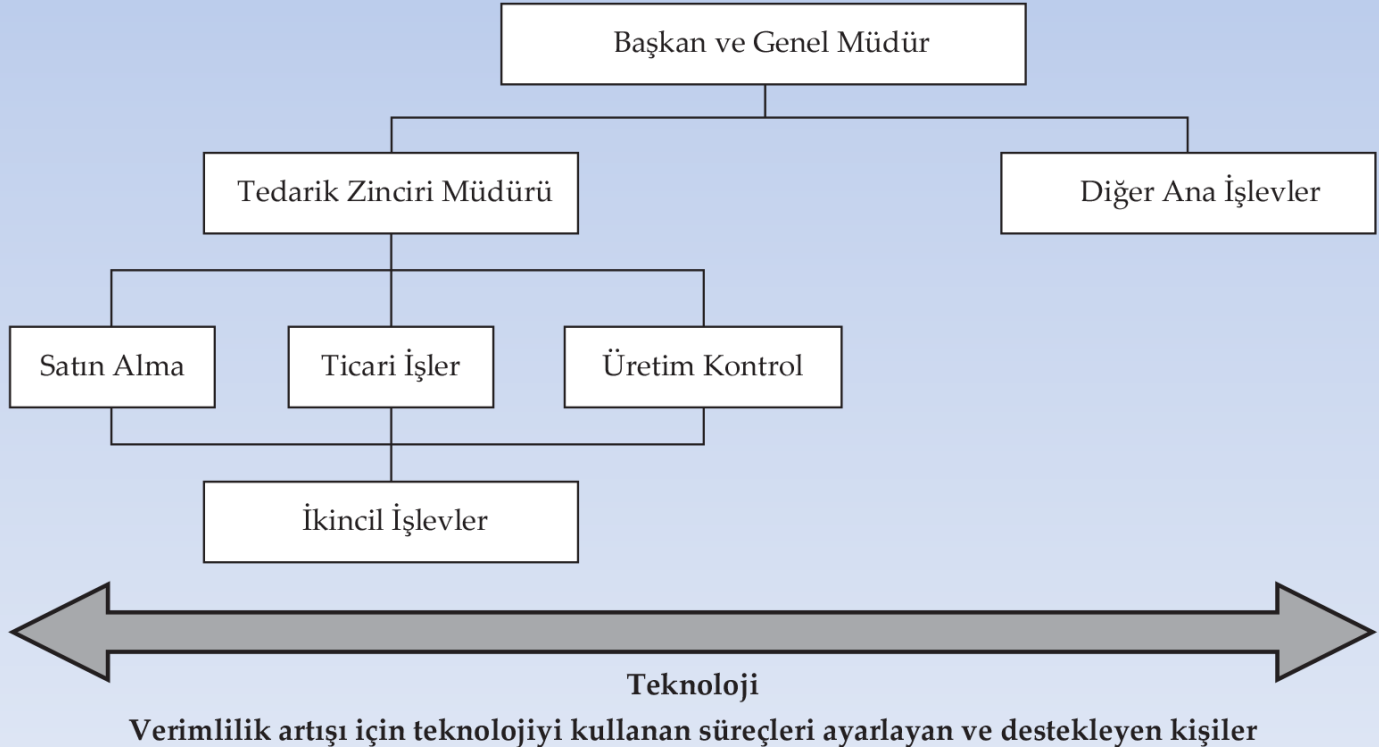 Başkan ve Genel Müdür
Tedarik Zinciri Müdürü
Diğer Ana İşlevler
Satın Alma
Ticari İşler
Üretim Kontrol
İkincil İşlevler
Teknoloji
Verimlilik artışı için teknolojiyi kullanan süreçleri ayarlayan ve destekleyen kişiler